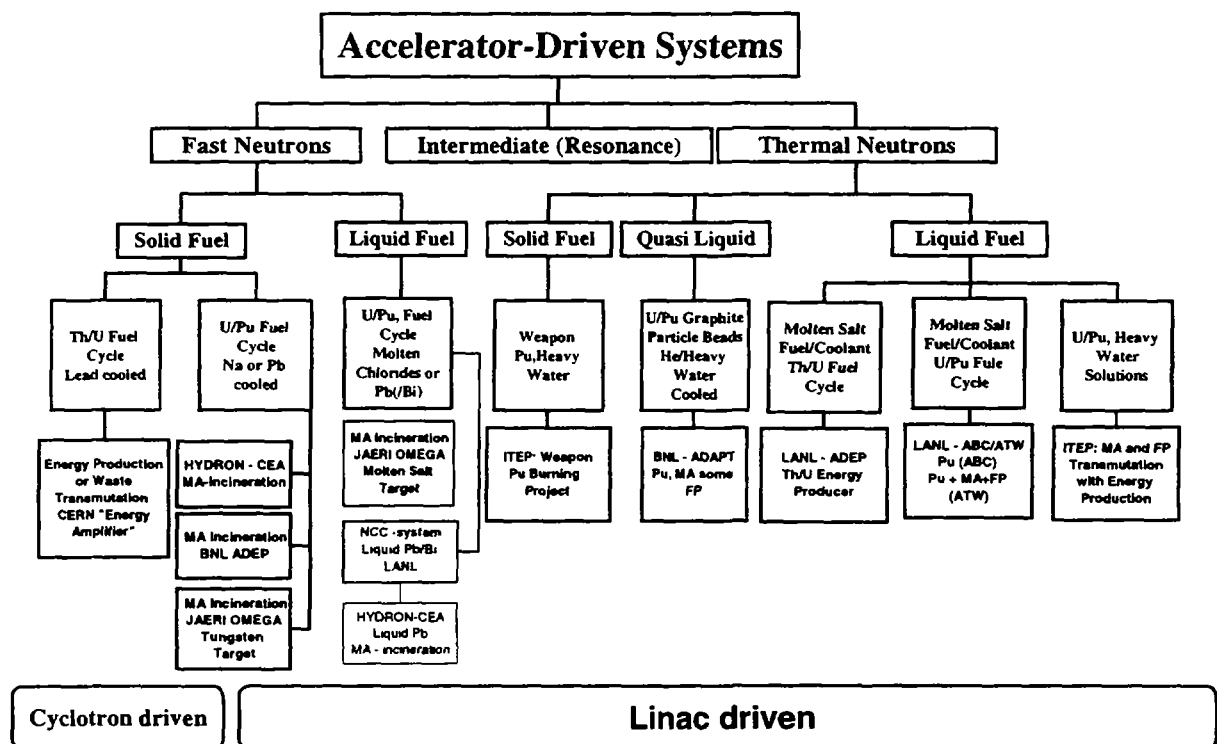 Accelerator-Driven Systems
Fast Neutrons
Intermediate (Resonance)
Thermal Neutrons
Solid Fuel
Liquid Fuel
Solid Fuel
Quasi Liquid
Liquid Fuel
Th/U Fuel
Cycle
Lead cooled
U/Pu Fuel
Cycle
Na or Pb
cooled
U/Pu, Fuel
Cycle
Molten
Chlorides or
Pb(/Bi)
Weapon
Pu,Heavy
Water
U/Pu Graphite
Particle Beads
He/Heavy
Water
Cooled
Molten Salt
Fuel/Coolant
Th/U Fuel
Cycle
Molten Salt
Fuel/Coolant
U/Pu Fule
Cycle
U/Pu, Heavy
Water
Solutions
Energy Production
or Waste
Transmutation
CERN "Energy
Amplifier"
HYDRON - CEA
MA-incineration
MA Incineration
BNL ADEP
MA Incineration
JAERI OMEGA
Tungsten
Target
MA Incineration
JAERI OMEGA
Molten Salt
Target
NCC -system
Liquid Pb/Bi
LANL
HYDRON-CEA
Liquid Pb
MA - incineration
ITEP- Weapon
Pu Burning
Project
BNL - ADAPT
Pu, MA some
FP
LANL - ADEP
Th/U Energy
Producer
LANL - ABC/ATW
Pu (ABC)
Pu + MA+FP
(ATW)
ITEP: MA and FP
Transmutation
with Energy
Production
Cyclotron driven
Linac driven